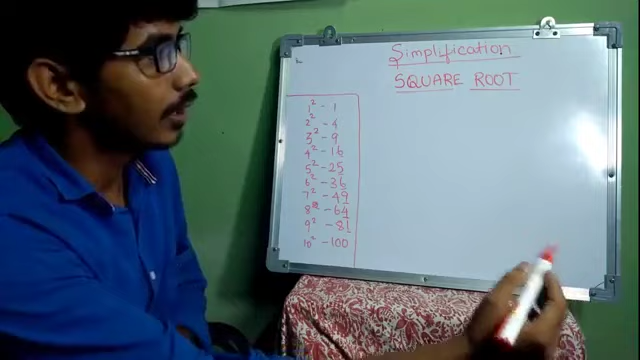 Simplification
SQUARE ROOT
1² - 1
2² - 4
3² - 9
4² - 16
5² - 25
6² - 36
7² - 49
8² - 64
9² - 81
10² - 100